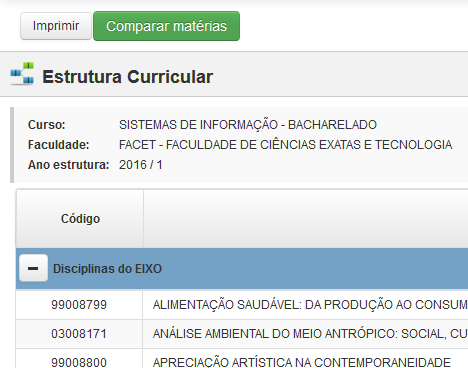 Imprimir Comparar matérias
Estrutura Curricular
Curso: SISTEMAS DE INFORMAÇÃO - BACHARELADO
Faculdade: FACET - FACULDADE DE CIÊNCIAS EXATAS E TECNOLOGIA
Ano estrutura: 2016 / 1
Código
Disciplinas do EIXO
99008799 ALIMENTAÇÃO SAUDÁVEL: DA PRODUÇÃO AO CONSUM
03008171 ANÁLISE AMBIENTAL DO MEIO ANTRÓPICO: SOCIAL, CU
99008800 APRECIAÇÃO ARTÍSTICA NA CONTEMPORANEIDADE